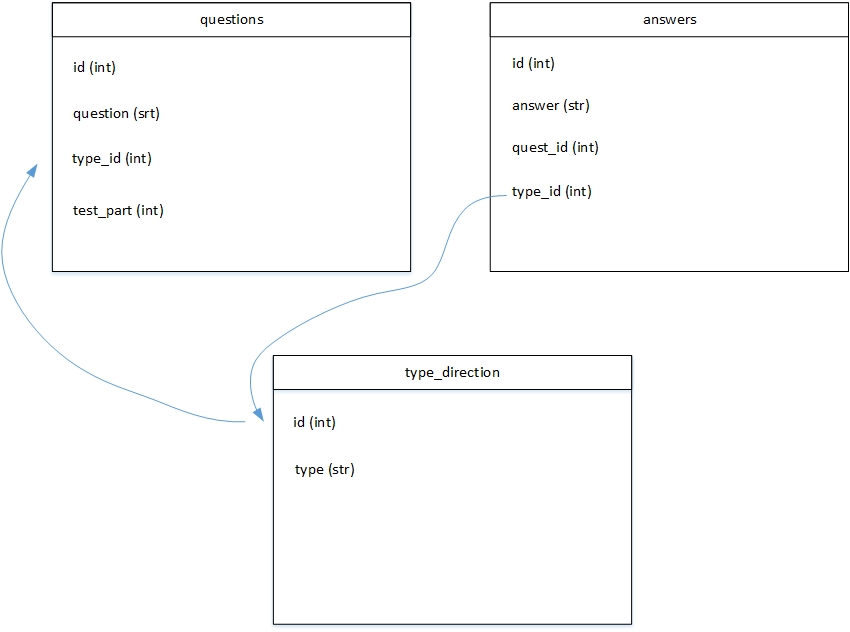 questions
id (int)
question (srt)
type_id (int)
test_part (int)
answers
id (int)
answer (str)
quest_id (int)
type_id (int)
type_direction
id (int)
type (str)